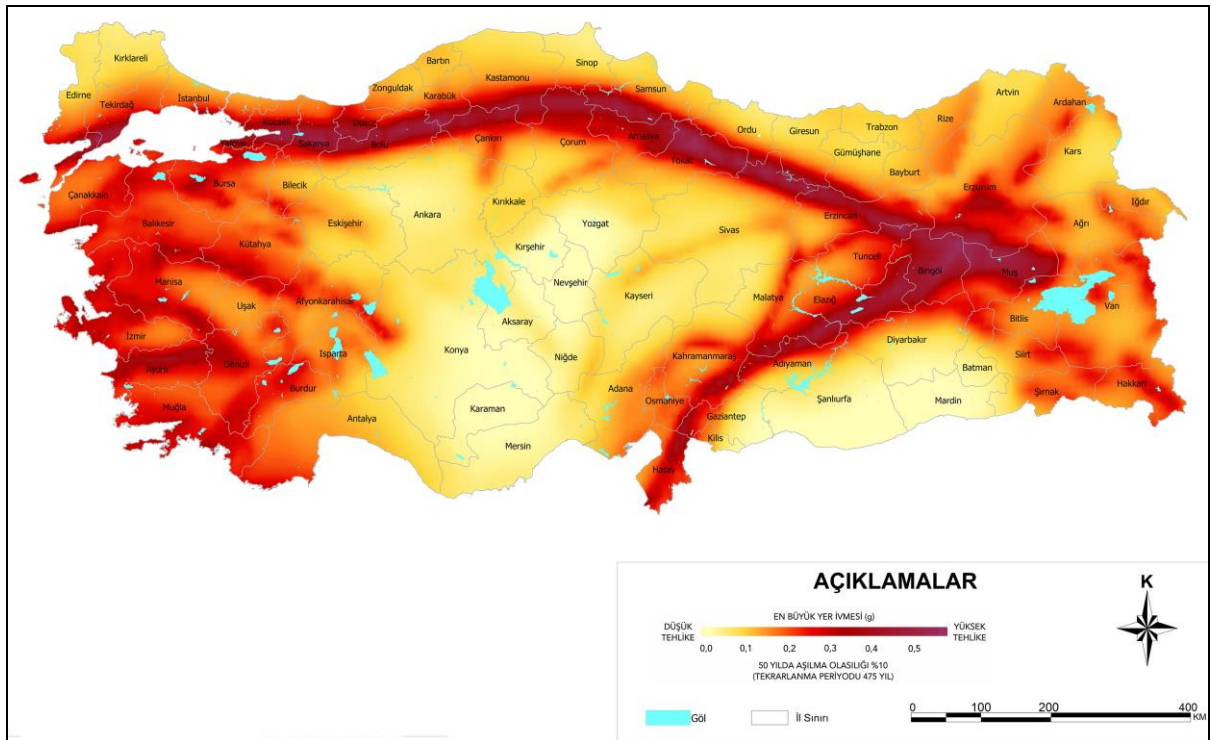 Kırklareli
Edirne
Tekirdağ
İstanbul
Kocaeli
Yalova
Sakarya
Düzce
Bolu
Zonguldak
Bartın
Karabük
Kastamonu
Sinop
Samsun
Çankırı
Çorum
Amasya
Tokat
Ordu
Giresun
Trabzon
Gümüşhane
Bayburt
Rize
Artvin
Ardahan
Kars
Iğdır
Ağrı
Erzurum
Erzincan
Çanakkale
Bursa
Bilecik
Balıkesir
Kütahya
Eskişehir
Ankara
Kırıkkale
Yozgat
Kırşehir
Sivas
Tunceli
Bingöl
Muş
Manisa
Uşak
Afyonkarahisar
Nevşehir
Kayseri
Malatya
Elazığ
Bitlis
Van
İzmir
Aydın
Denizli
Isparta
Burdur
Konya
Aksaray
Niğde
Kahramanmaraş
Adıyaman
Diyarbakır
Batman
Siirt
Şırnak
Hakkari
Muğla
Antalya
Karaman
Mersin
Adana
Osmaniye
Gaziantep
Kilis
Hatay
Şanlıurfa
Mardin
AÇIKLAMALAR
K
EN BÜYÜK YER İVMESİ (g)
DÜŞÜK
TEHLİKE
YÜKSEK
TEHLİKE
0,0 0,1 0,2 0,3 0,4 0,5
50 YILDA AŞILMA OLASILIĞI %10
(TEKRARLANMA PERİYODU 475 YIL)
Göl
İl Sınırı
0 50 100 200 400
KM